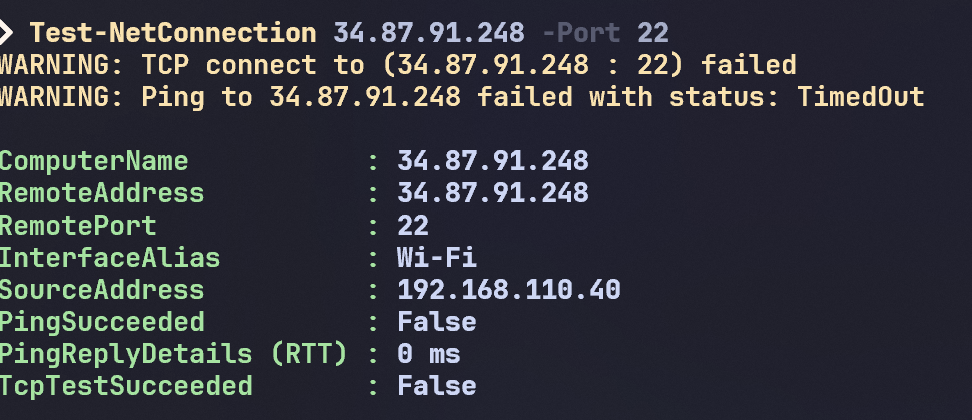 ❯ Test-NetConnection 34.87.91.248 -Port 22
WARNING: TCP connect to (34.87.91.248 : 22) failed
WARNING: Ping to 34.87.91.248 failed with status: TimedOut
ComputerName : 34.87.91.248
RemoteAddress : 34.87.91.248
RemotePort : 22
InterfaceAlias : Wi-Fi
SourceAddress : 192.168.110.40
PingSucceeded : False
PingReplyDetails (RTT) : 0 ms
TcpTestSucceeded : False